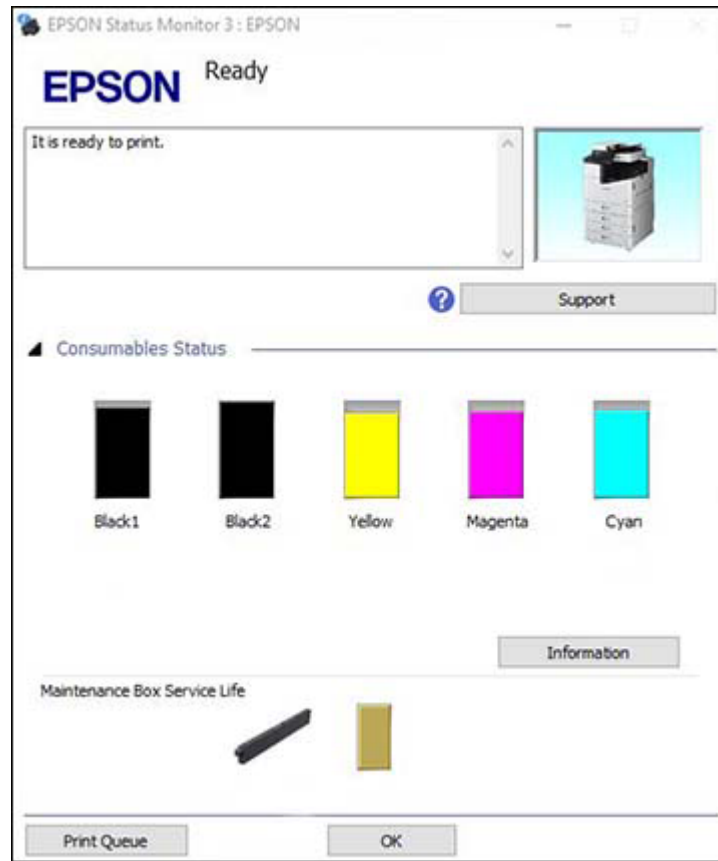 EPSON Status Monitor 3 : EPSON
EPSON
Ready
It is ready to print.
?
Support
Consumables Status
Black1 Black2 Yellow Magenta Cyan
Information
Maintenance Box Service Life
Print Queue OK